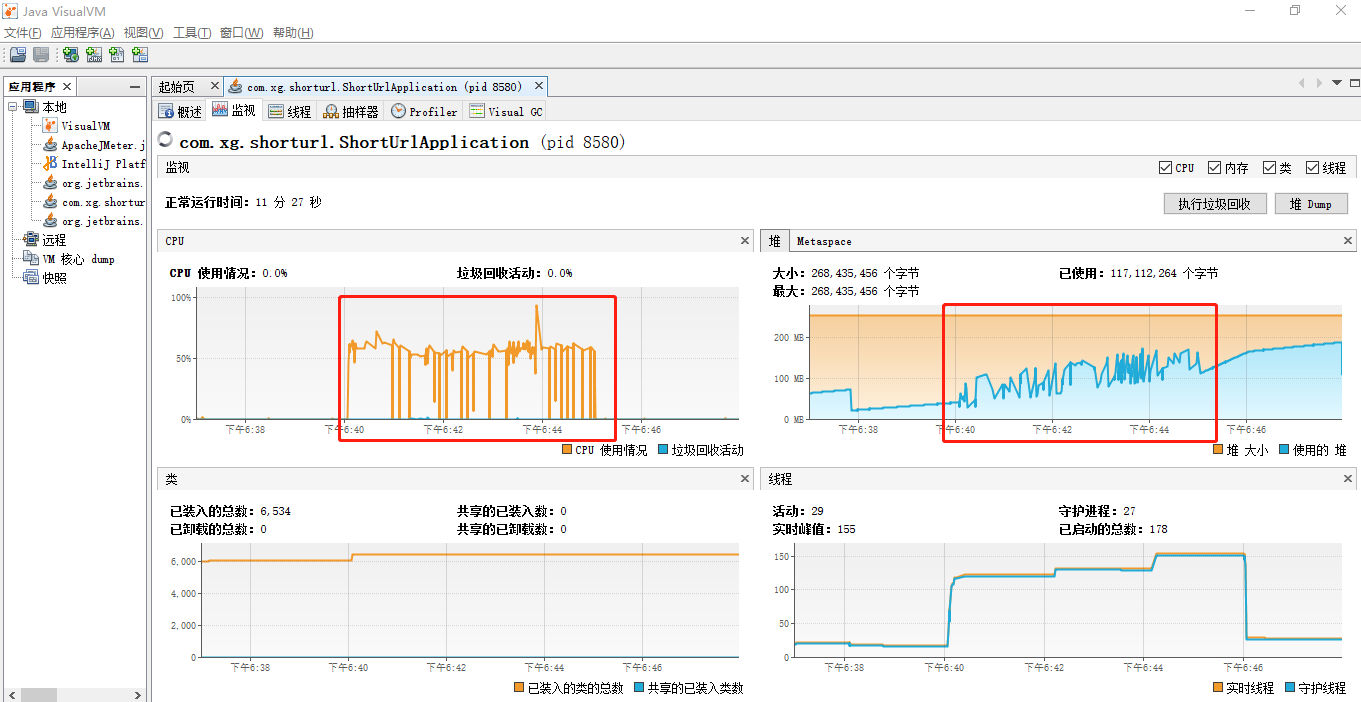 Java VisualVM
文件(F) 应用程序(A) 视图(V) 工具(T) 窗口(W) 帮助(H)
应用程序
本地
VisualVM
ApacheJMeter.j
IntelliJ Platf
org.jetbrains.
com.xg.shortur
org.jetbrains.
远程
VM 核心 dump
快照
起始页 com.xg.shorturl.ShortUrlApplication (pid 8580)
概述 监视 线程 抽样器 Profiler Visual GC
com.xg.shorturl.ShortUrlApplication (pid 8580)
监视 CPU 内存 类 线程
正常运行时间: 11 分 27 秒 执行垃圾回收 堆 Dump
CPU
CPU 使用情况: 0.0% 垃圾回收活动: 0.0%
100%
50%
0%
下午6:38 下午6:40 下午6:42 下午6:44 下午6:46
CPU 使用情况 垃圾回收活动
堆 Metaspace
大小: 268,435,456 个字节 已使用: 117,112,264 个字节
最大: 268,435,456 个字节
200 MB
100 MB
0 MB
下午6:38 下午6:40 下午6:42 下午6:44 下午6:46
堆 大小 使用的 堆
类
已装入的总数: 6,534 共享的已装入数: 0
已卸载的总数: 0 共享的已卸载数: 0
6,000
4,000
2,000
0
下午6:38 下午6:40 下午6:42 下午6:44 下午6:46
已装入的类的总数 共享的已装入类数
线程
活动: 29 守护进程: 27
实时峰值: 155 已启动的总数: 178
150
100
50
0
下午6:38 下午6:40 下午6:42 下午6:44 下午6:46
实时线程 守护线程